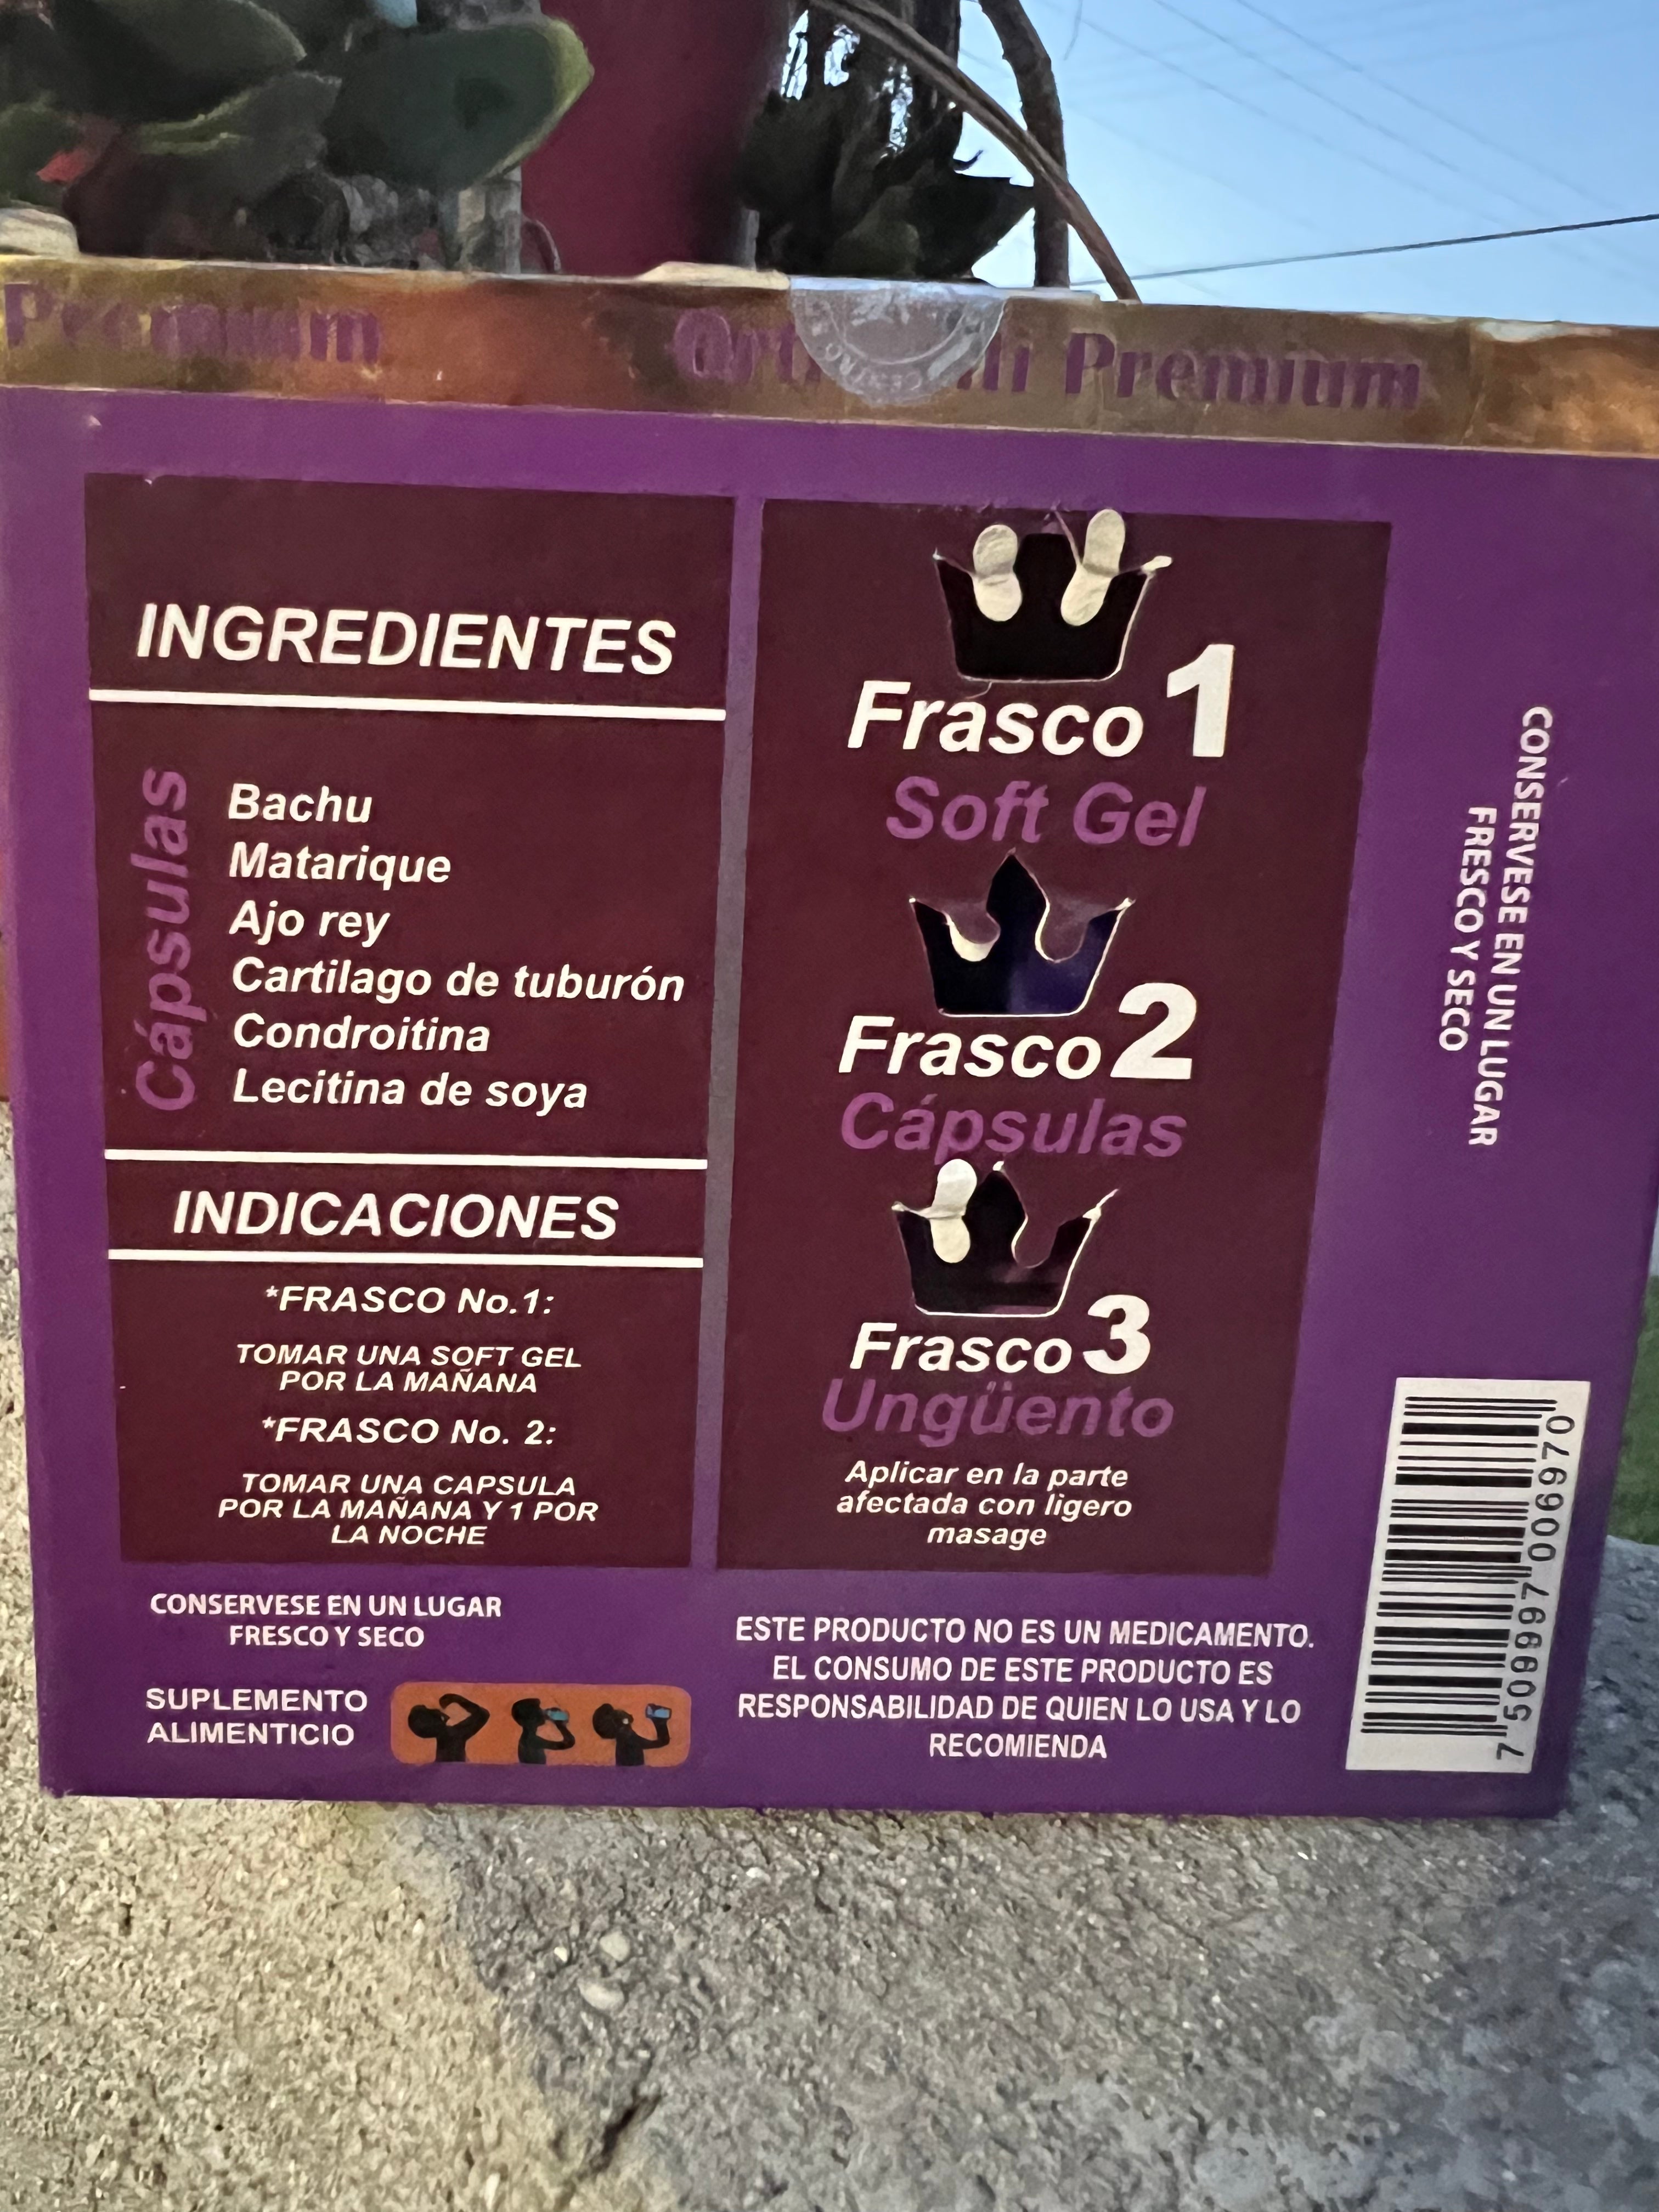 Premium
Premium
INGREDIENTES
Cápsulas
Bachu
Matarique
Ajo rey
Cartilago de tuburón
Condroitina
Lecitina de soya
INDICACIONES
*FRASCO No.1:
TOMAR UNA SOFT GEL
POR LA MAÑANA
*FRASCO No. 2:
TOMAR UNA CAPSULA
POR LA MAÑANA Y 1 POR
LA NOCHE
CONSERVESE EN UN LUGAR
FRESCO Y SECO
SUPLEMENTO
ALIMENTICIO
Frasco 1
Soft Gel
Frasco 2
Cápsulas
Frasco 3
Ungüento
Aplicar en la parte
afectada con ligero
masage
ESTE PRODUCTO NO ES UN MEDICAMENTO.
EL CONSUMO DE ESTE PRODUCTO ES
RESPONSABILIDAD DE QUIEN LO USA Y LO
RECOMIENDA
CONSERVESE EN UN LUGAR
FRESCO Y SECO